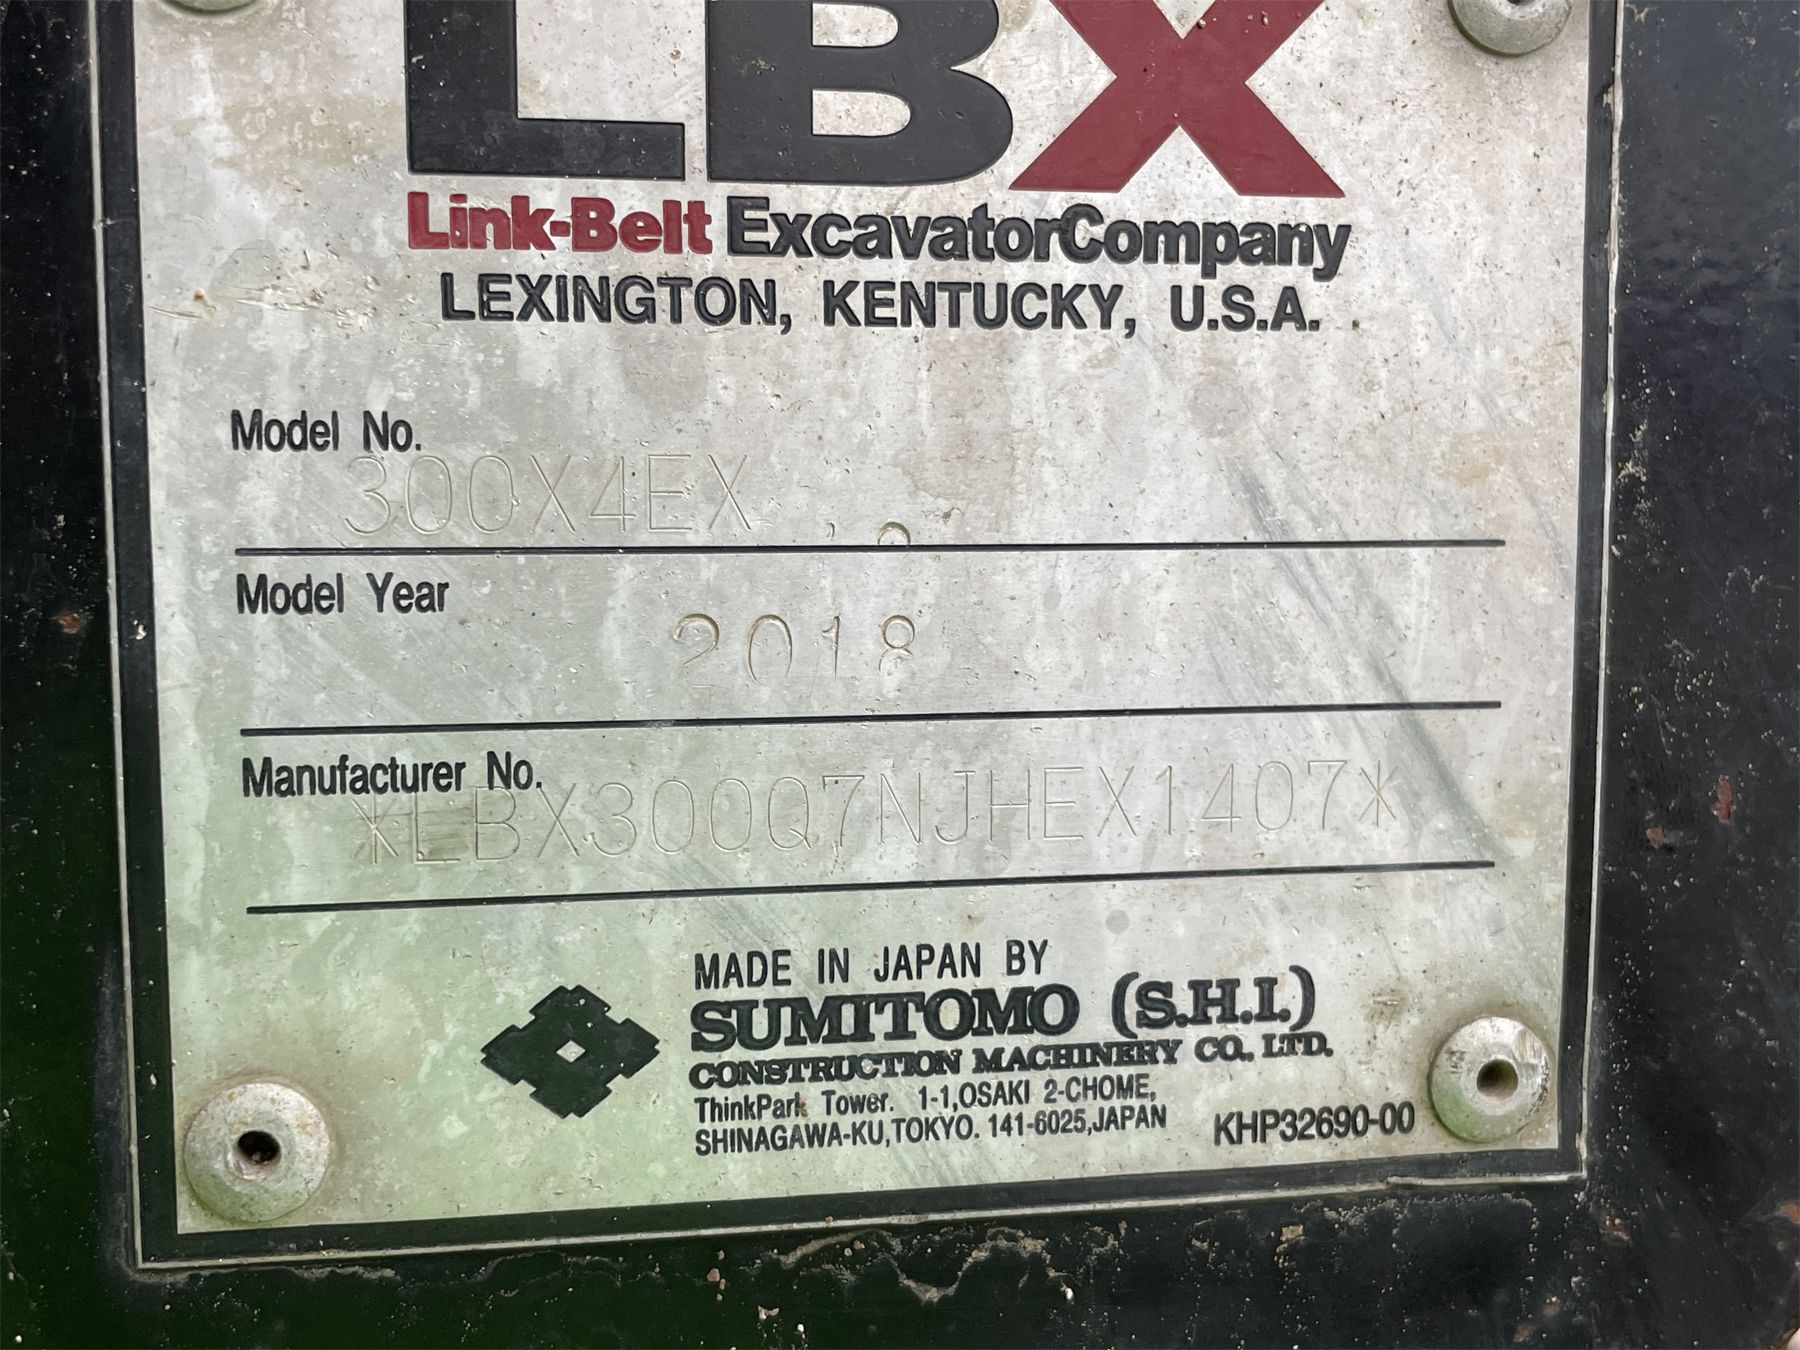 LBX
Link-Belt ExcavatorCompany
LEXINGTON, KENTUCKY, U.S.A.
Model No.
300X4EX
Model Year
2018
Manufacturer No.
*LBX300Q7NJHEX1407*
MADE IN JAPAN BY
SUMITOMO (S.H.I.)
CONSTRUCTION MACHINERY CO., LTD.
ThinkPark Tower. 1-1,OSAKI 2-CHOME,
SHINAGAWA-KU,TOKYO. 141-6025,JAPAN
KHP32690-00